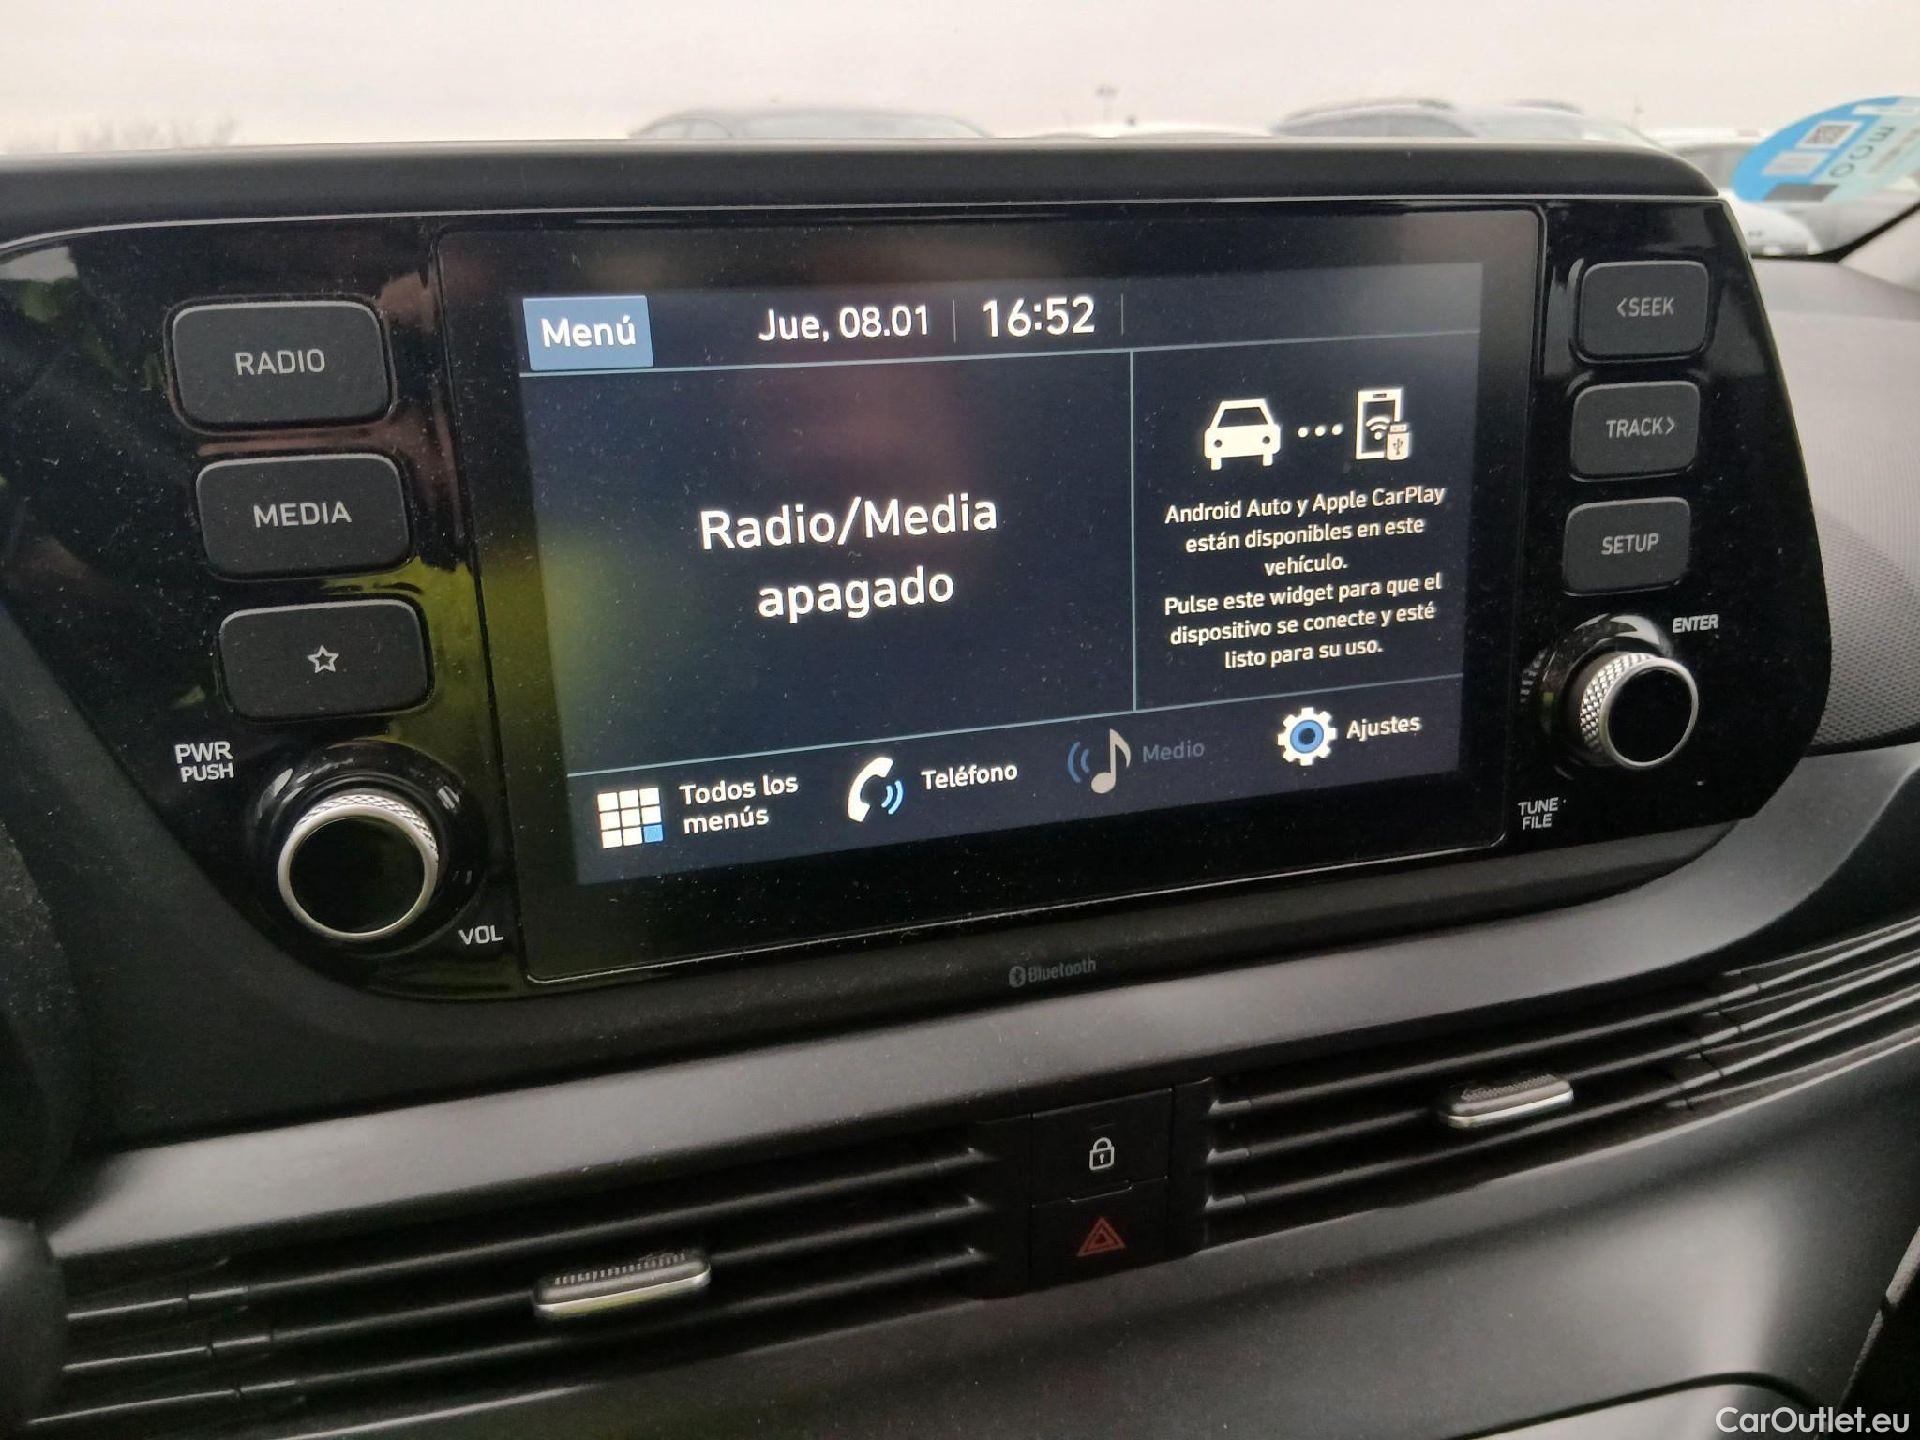 Menú
Jue, 08.01
16:52
RADIO
MEDIA
PWR
PUSH
VOL
Radio/Media
apagado
Android Auto y Apple CarPlay
están disponibles en este
vehículo.
Pulse este widget para que el
dispositivo se conecte y esté
listo para su uso.
Todos los
menús
Teléfono
Medio
Ajustes
<SEEK
TRACK>
SETUP
ENTER
TUNE
FILE
Bluetooth
CarOutlet.eu